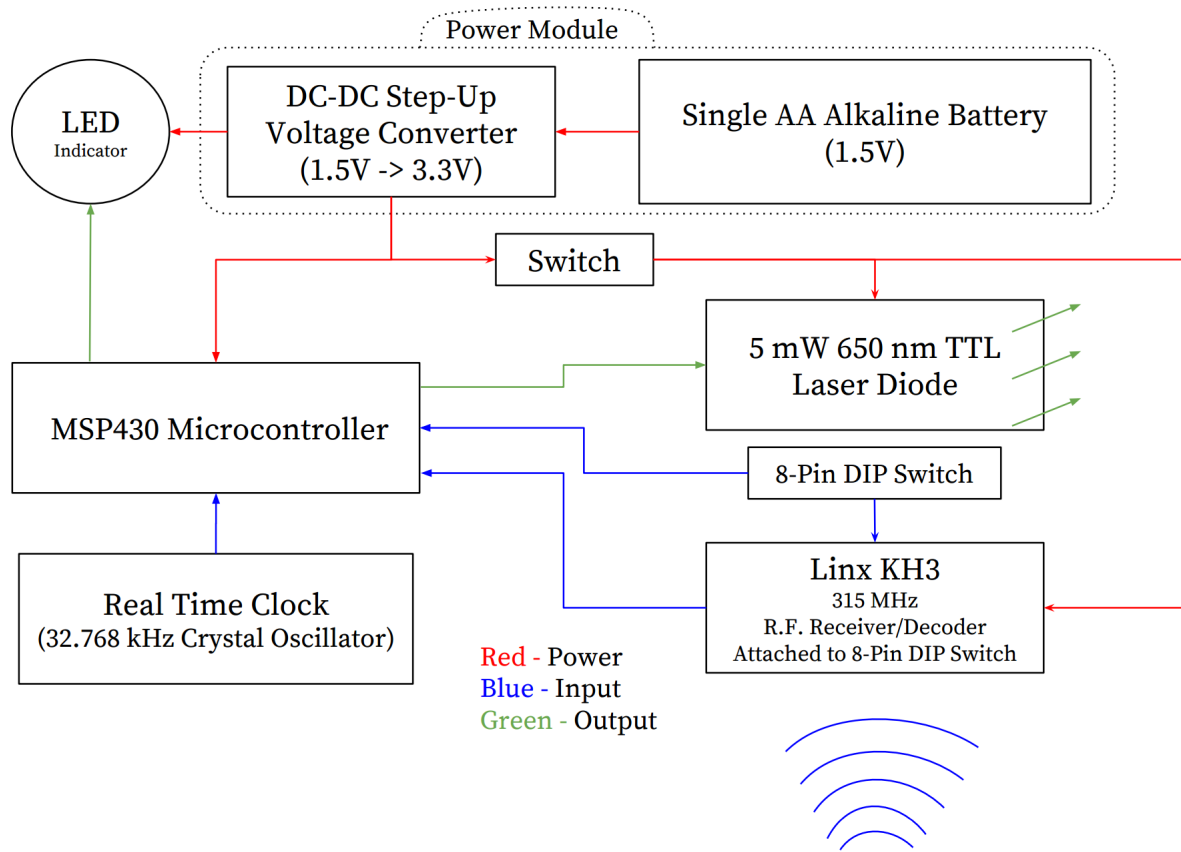 Power Module
LED
Indicator
DC-DC Step-Up
Voltage Converter
(1.5V -> 3.3V)
Single AA Alkaline Battery
(1.5V)
Switch
5 mW 650 nm TTL
Laser Diode
MSP430 Microcontroller
8-Pin DIP Switch
Real Time Clock
(32.768 kHz Crystal Oscillator)
Linx KH3
315 MHz
R.F. Receiver/Decoder
Attached to 8-Pin DIP Switch
Red - Power
Blue - Input
Green - Output